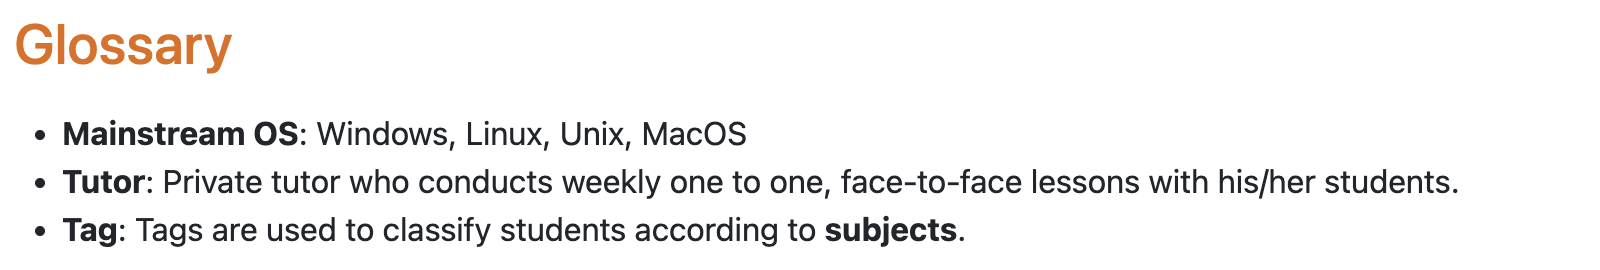 Glossary
• Mainstream OS: Windows, Linux, Unix, MacOS
• Tutor: Private tutor who conducts weekly one to one, face-to-face lessons with his/her students.
• Tag: Tags are used to classify students according to subjects.